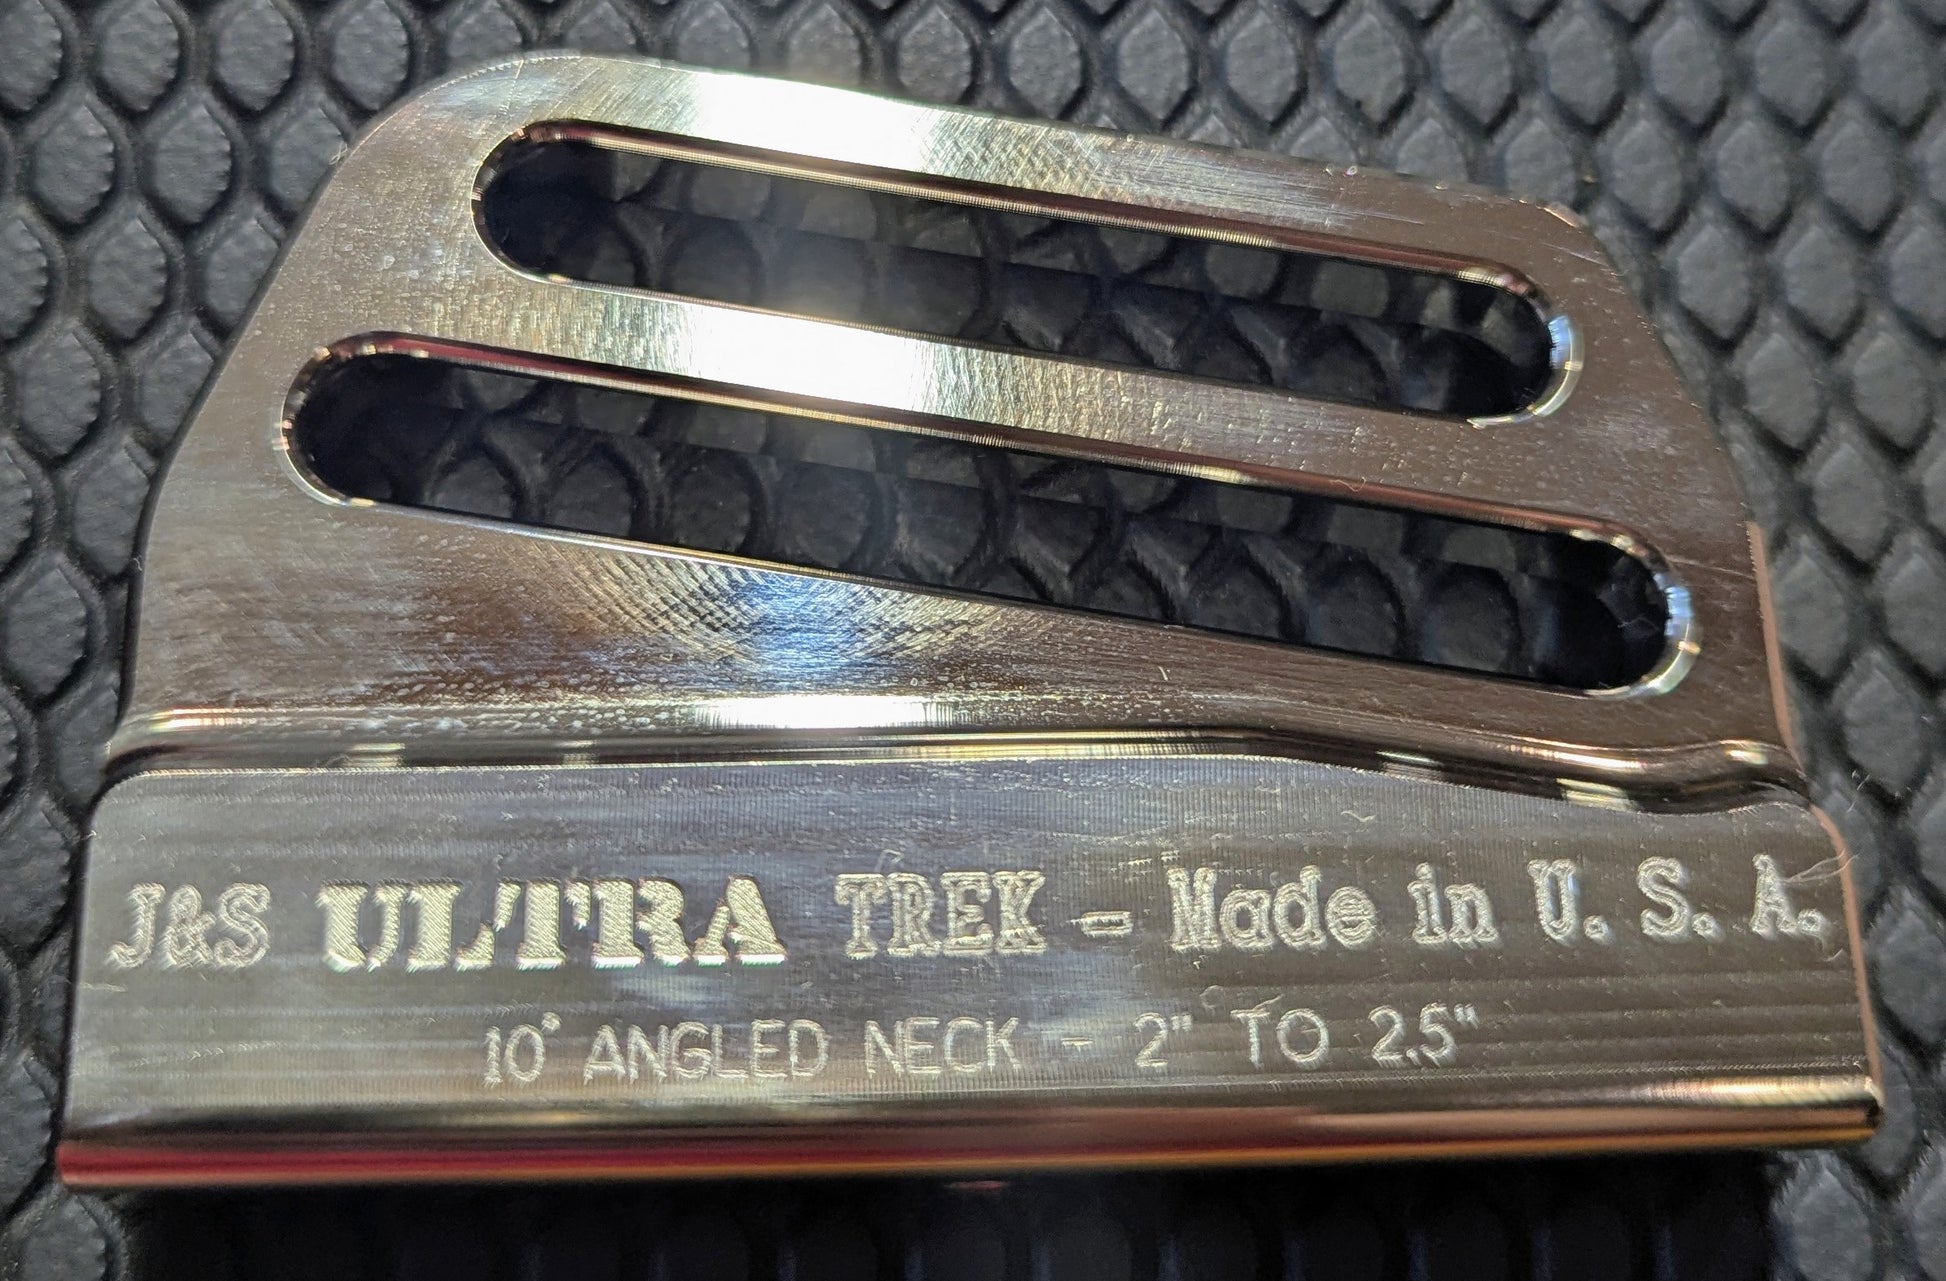 J&S ULTRA TREK - Made in U. S. A.
10° ANGLED NECK - 2" TO 2.5"